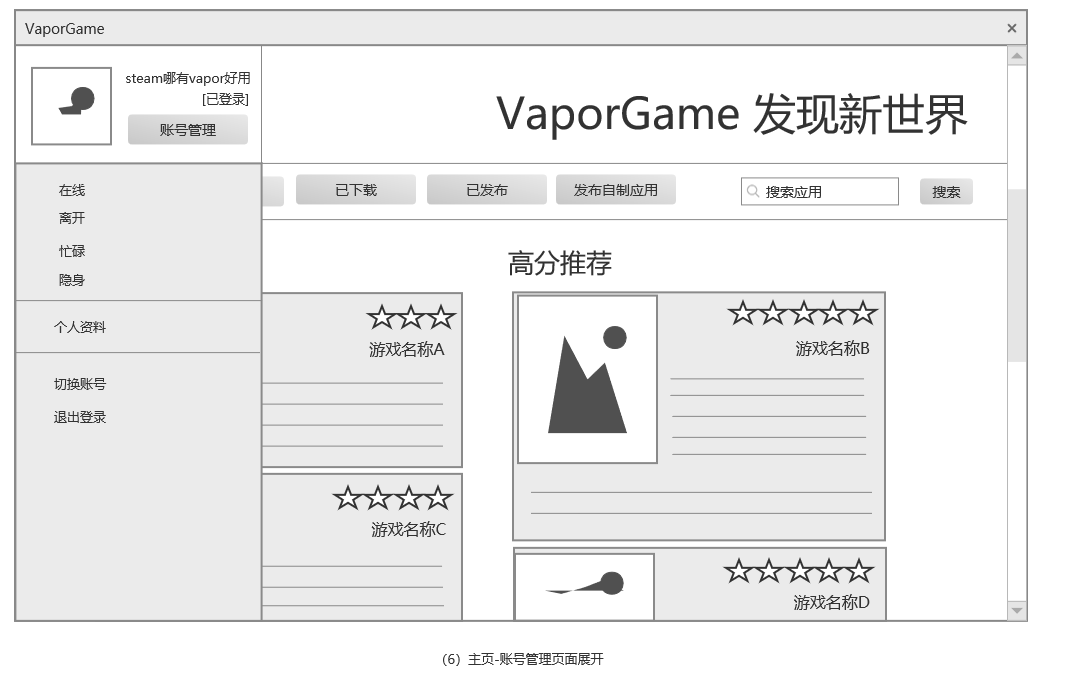 VaporGame
steam哪有vapor好用
[已登录]
账号管理
VaporGame 发现新世界
在线
离开
忙碌
隐身
个人资料
切换账号
退出登录
已下载
已发布
发布自制应用
搜索应用
搜索
高分推荐
游戏名称A
游戏名称B
游戏名称C
游戏名称D
（6）主页-账号管理页面展开